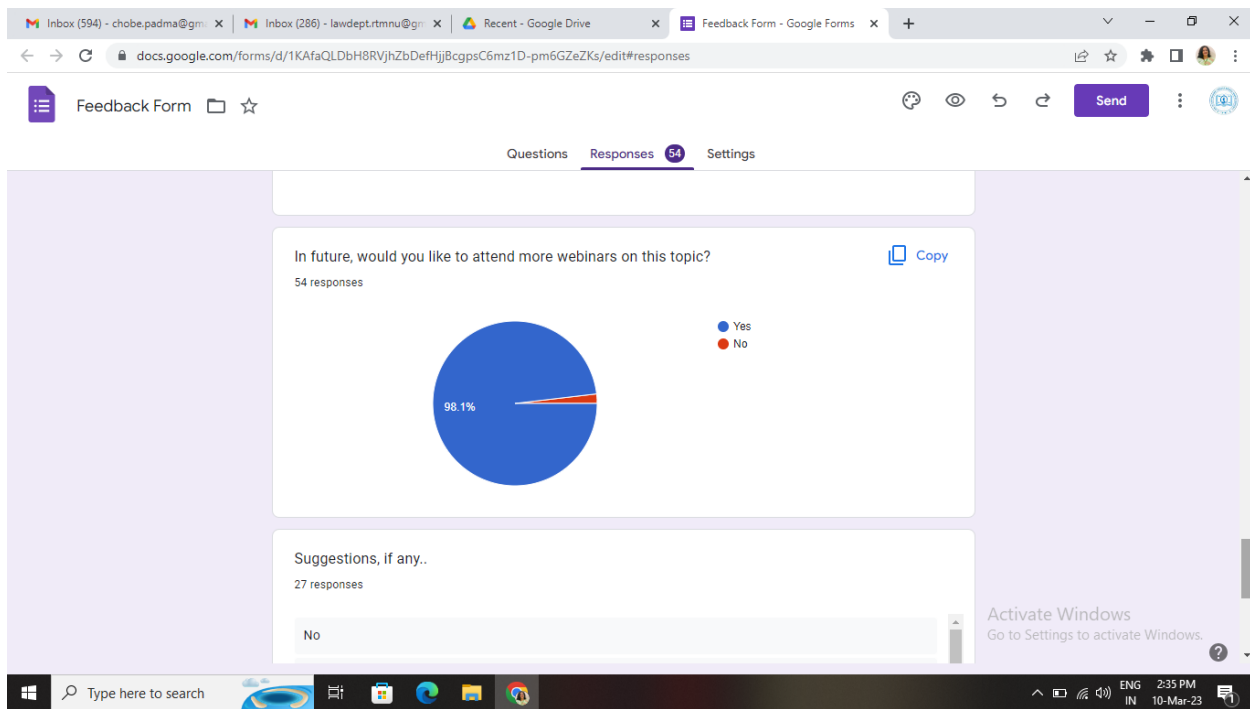 Inbox (594) - chobe.padma@gma
Inbox (286) - lawdept.rtmnu@gm
Recent - Google Drive
Feedback Form - Google Forms
docs.google.com/forms/d/1KAfaQLDbH8RVjhZbDefHjjBcgpsC6mz1D-pm6GZeZKs/edit#responses
Feedback Form
Send
Questions Responses 54 Settings
In future, would you like to attend more webinars on this topic?
Copy
54 responses
Yes
No
98.1%
Suggestions, if any..
27 responses
No
Activate Windows
Go to Settings to activate Windows.
Type here to search
ENG
IN
2:35 PM
10-Mar-23
1